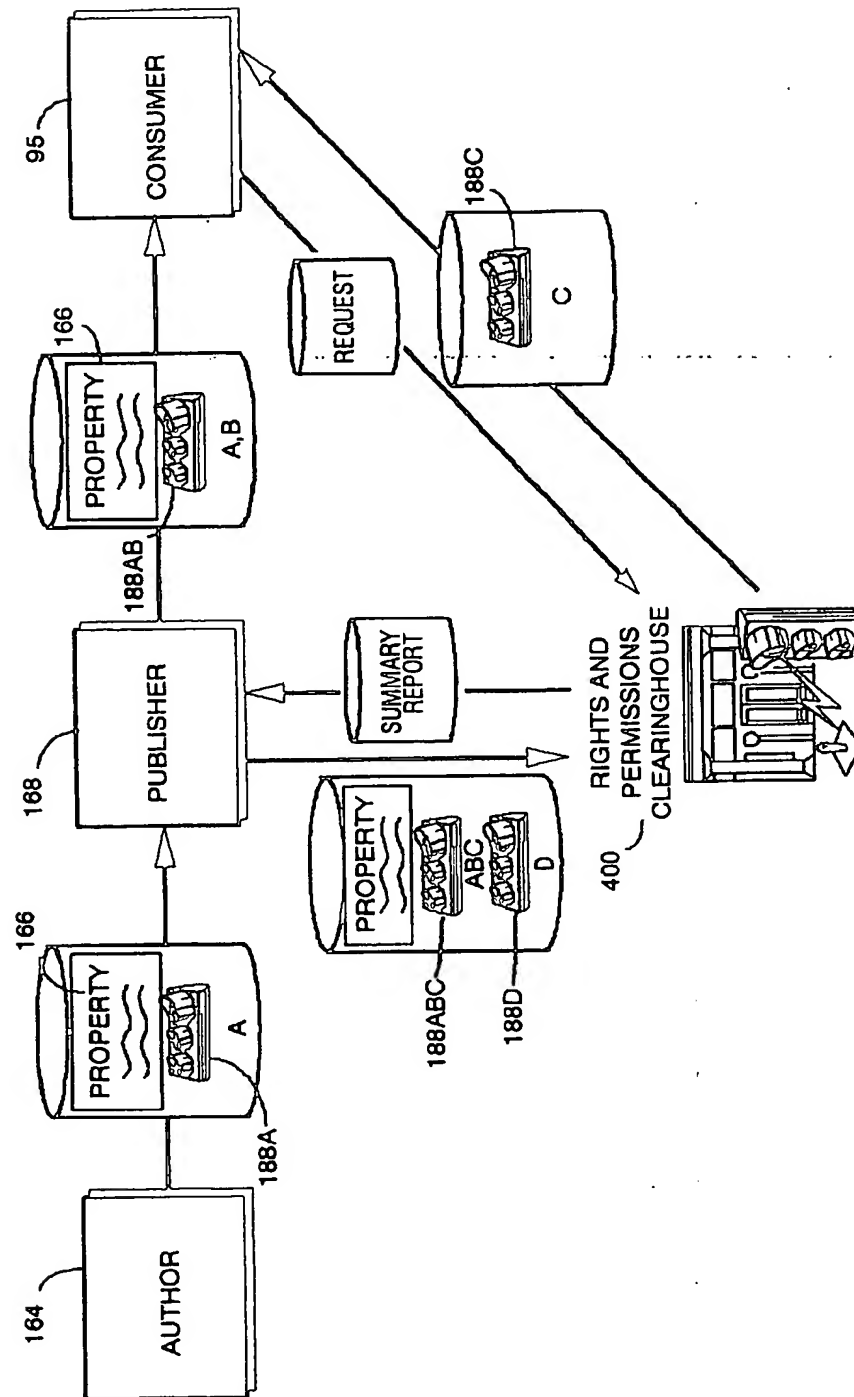 164
AUTHOR
166
PROPERTY
A
188A
168
PUBLISHER
188AB
166
PROPERTY
A,B
95
CONSUMER
PROPERTY
ABC
D
188ABC
188D
SUMMARY
REPORT
REQUEST
188C
C
RIGHTS AND
PERMISSIONS
CLEARINGHOUSE
400